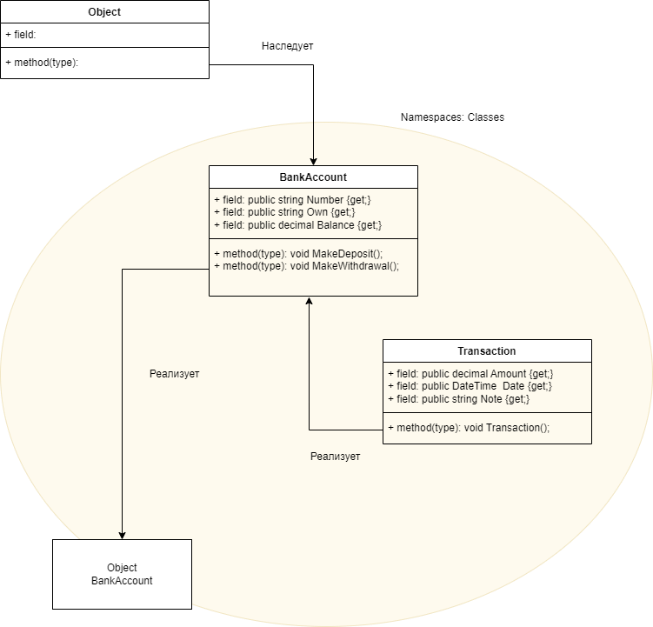 Object
+ field:
+ method(type):
Наследует
Namespaces: Classes
BankAccount
+ field: public string Number {get;}
+ field: public string Own {get;}
+ field: public decimal Balance {get;}
+ method(type): void MakeDeposit();
+ method(type): void MakeWithdrawal();
Transaction
+ field: public decimal Amount {get;}
+ field: public DateTime  Date {get;}
+ field: public string Note {get;}
+ method(type): void Transaction();
Реализует
Реализует
Object
BankAccount